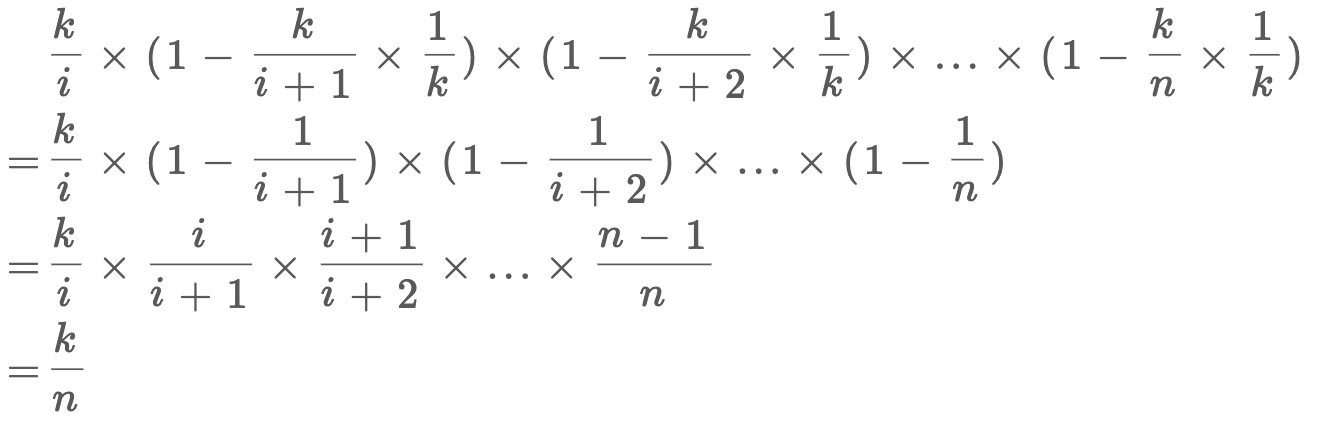 \frac{k}{i} \times (1 - \frac{k}{i+1} \times \frac{1}{k}) \times (1 - \frac{k}{i+2} \times \frac{1}{k}) \times \ldots \times (1 - \frac{k}{n} \times \frac{1}{k})
= \frac{k}{i} \times (1 - \frac{1}{i+1}) \times (1 - \frac{1}{i+2}) \times \ldots \times (1 - \frac{1}{n})
= \frac{k}{i} \times \frac{i}{i+1} \times \frac{i+1}{i+2} \times \ldots \times \frac{n-1}{n}
= \frac{k}{n}